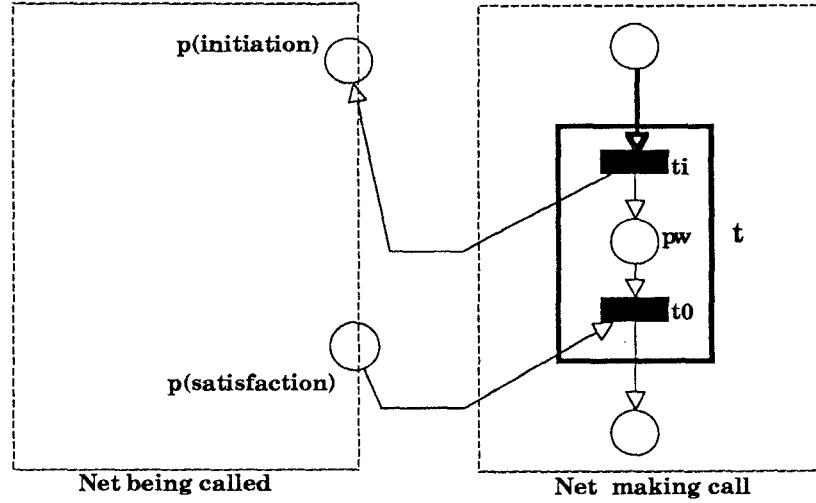 p(initiation)
ti
pw
t
t0
p(satisfaction)
Net being called
Net making call